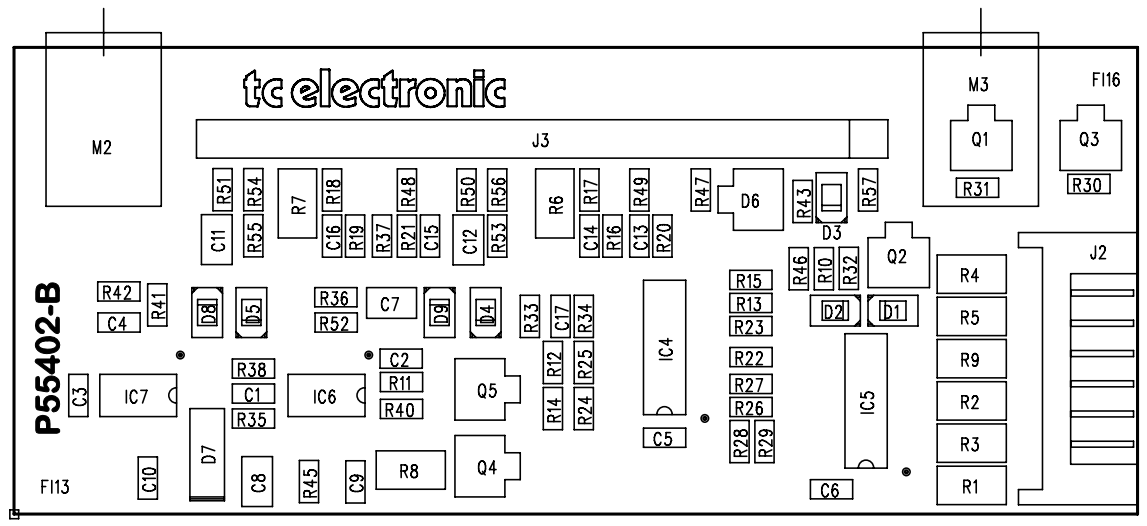 tc electronic
M2
M3
FI16
Q1
Q3
J3
R31
R30
R51
R54
R7
R18
R48
R50
R56
R6
R17
R49
R47
D6
R43
R57
D3
C11
R55
C16
R19
R37
R21
C15
C12
R53
C14
R16
C13
R20
R46
R10
R32
Q2
J2
R42
R41
C4
D8
D5
R36
R52
C7
D9
D4
R33
C17
R34
R15
R13
R23
D2
D1
R4
R5
P55402-B
C3
IC7
R38
C1
R35
IC6
C2
R11
R40
Q5
R12
R25
R14
R24
IC4
C5
R22
R27
R26
R28
R29
IC5
R9
R2
R3
R1
FI13
C10
D7
C8
R45
C9
R8
Q4
C6